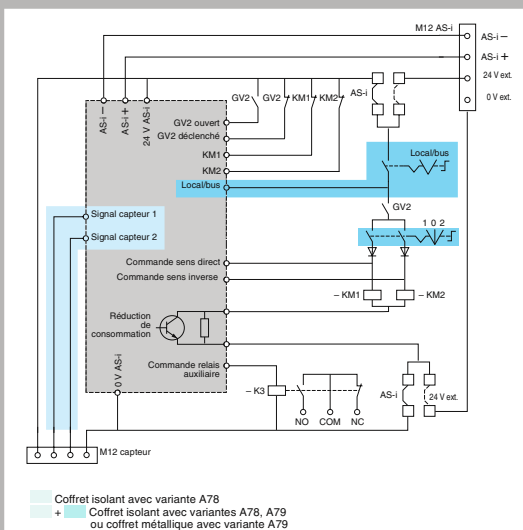 M12 AS-i
AS-i –
AS-i +
24 V ext.
0 V ext.
AS-i
GV2 GV2 KM1 KM2
AS-i –
AS-i +
24 V AS-i
GV2 ouvert
GV2 déclenché
KM1
KM2
Local/bus
Local/bus
GV2
Signal capteur 1
Signal capteur 2
1 0 2
Commande sens direct
Commande sens inverse
– KM1
– KM2
Réduction
de
consommation
Commande relais
auxiliaire
0 V AS-i
– K3
NO COM NC
AS-i
24 V ext.
M12 capteur
Coffret isolant avec variante A78
+ Coffret isolant avec variantes A78, A79
ou coffret métallique avec variante A79